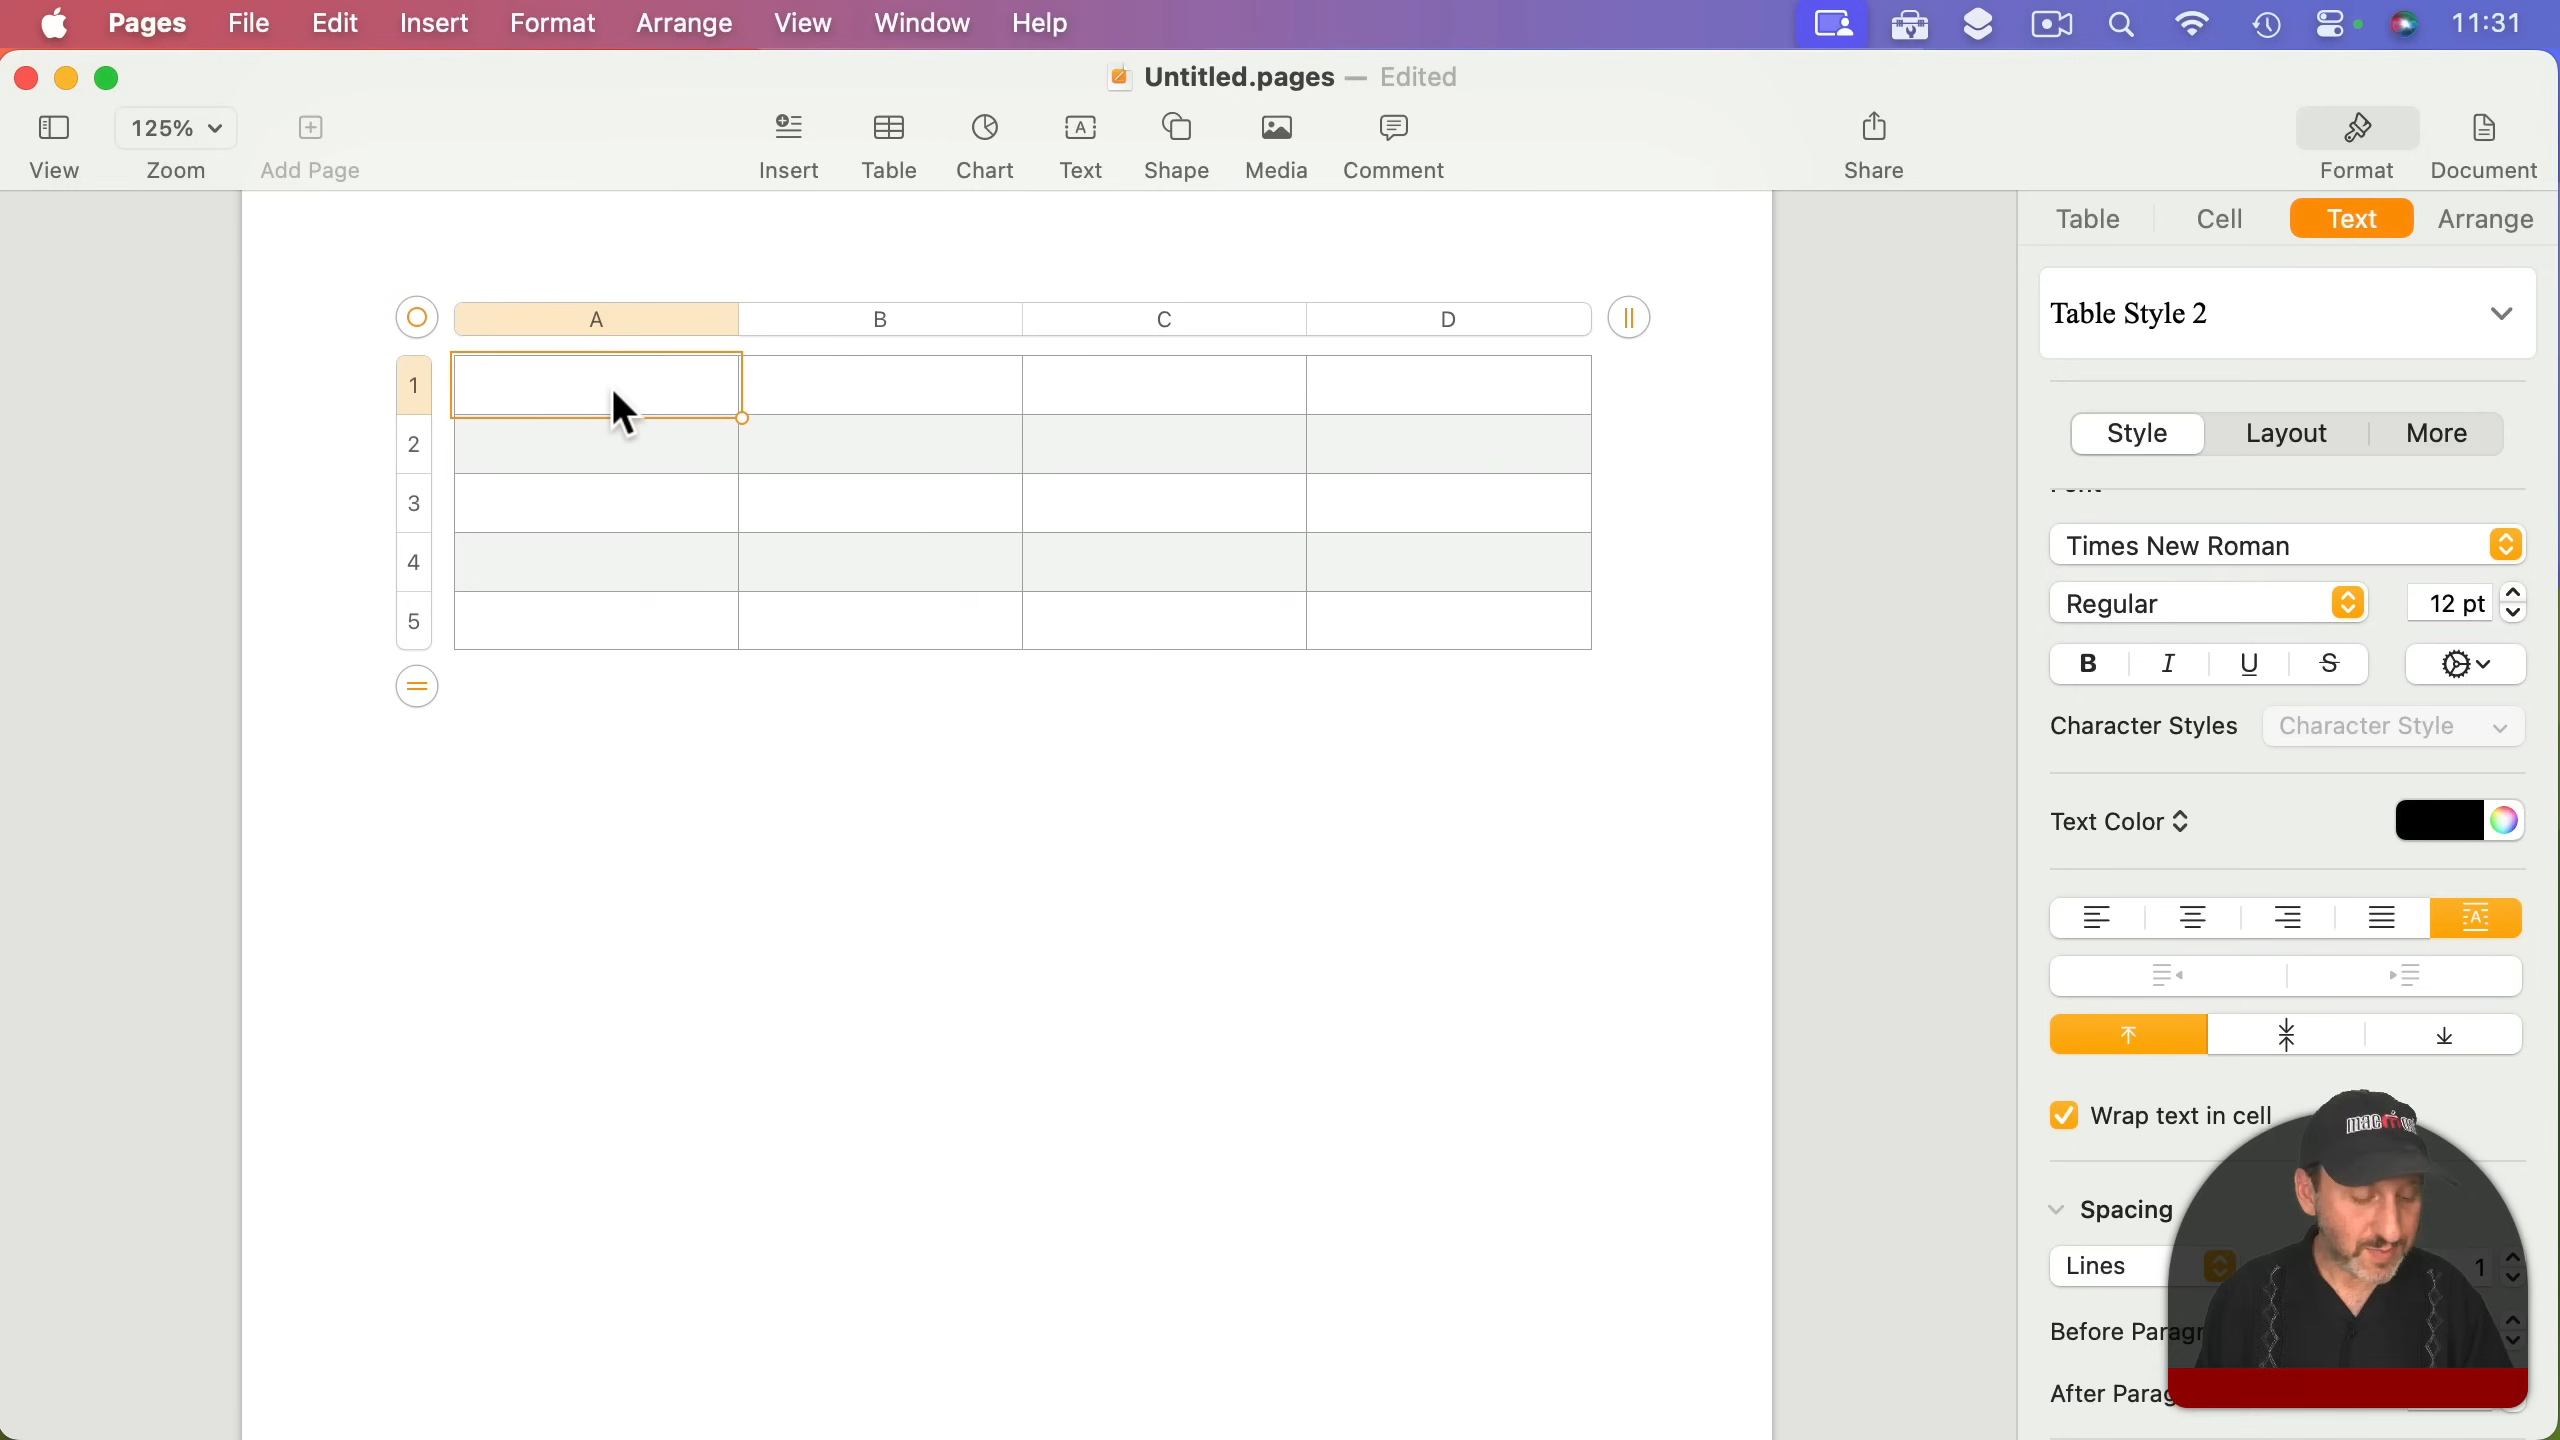 Pages File Edit Insert Format Arrange View Window Help 11:31
Untitled.pages — Edited
125%
View Zoom Add Page Insert Table Chart Text Shape Media Comment Share Format Document
Table Cell Text Arrange
Table Style 2
A B C D
1
2
3
4
5
Style Layout More
Times New Roman
Regular 12 pt
B I U S
Character Styles Character Style
Text Color
Wrap text in cell
Spacing
Lines 1
Before Paragr
After Parag